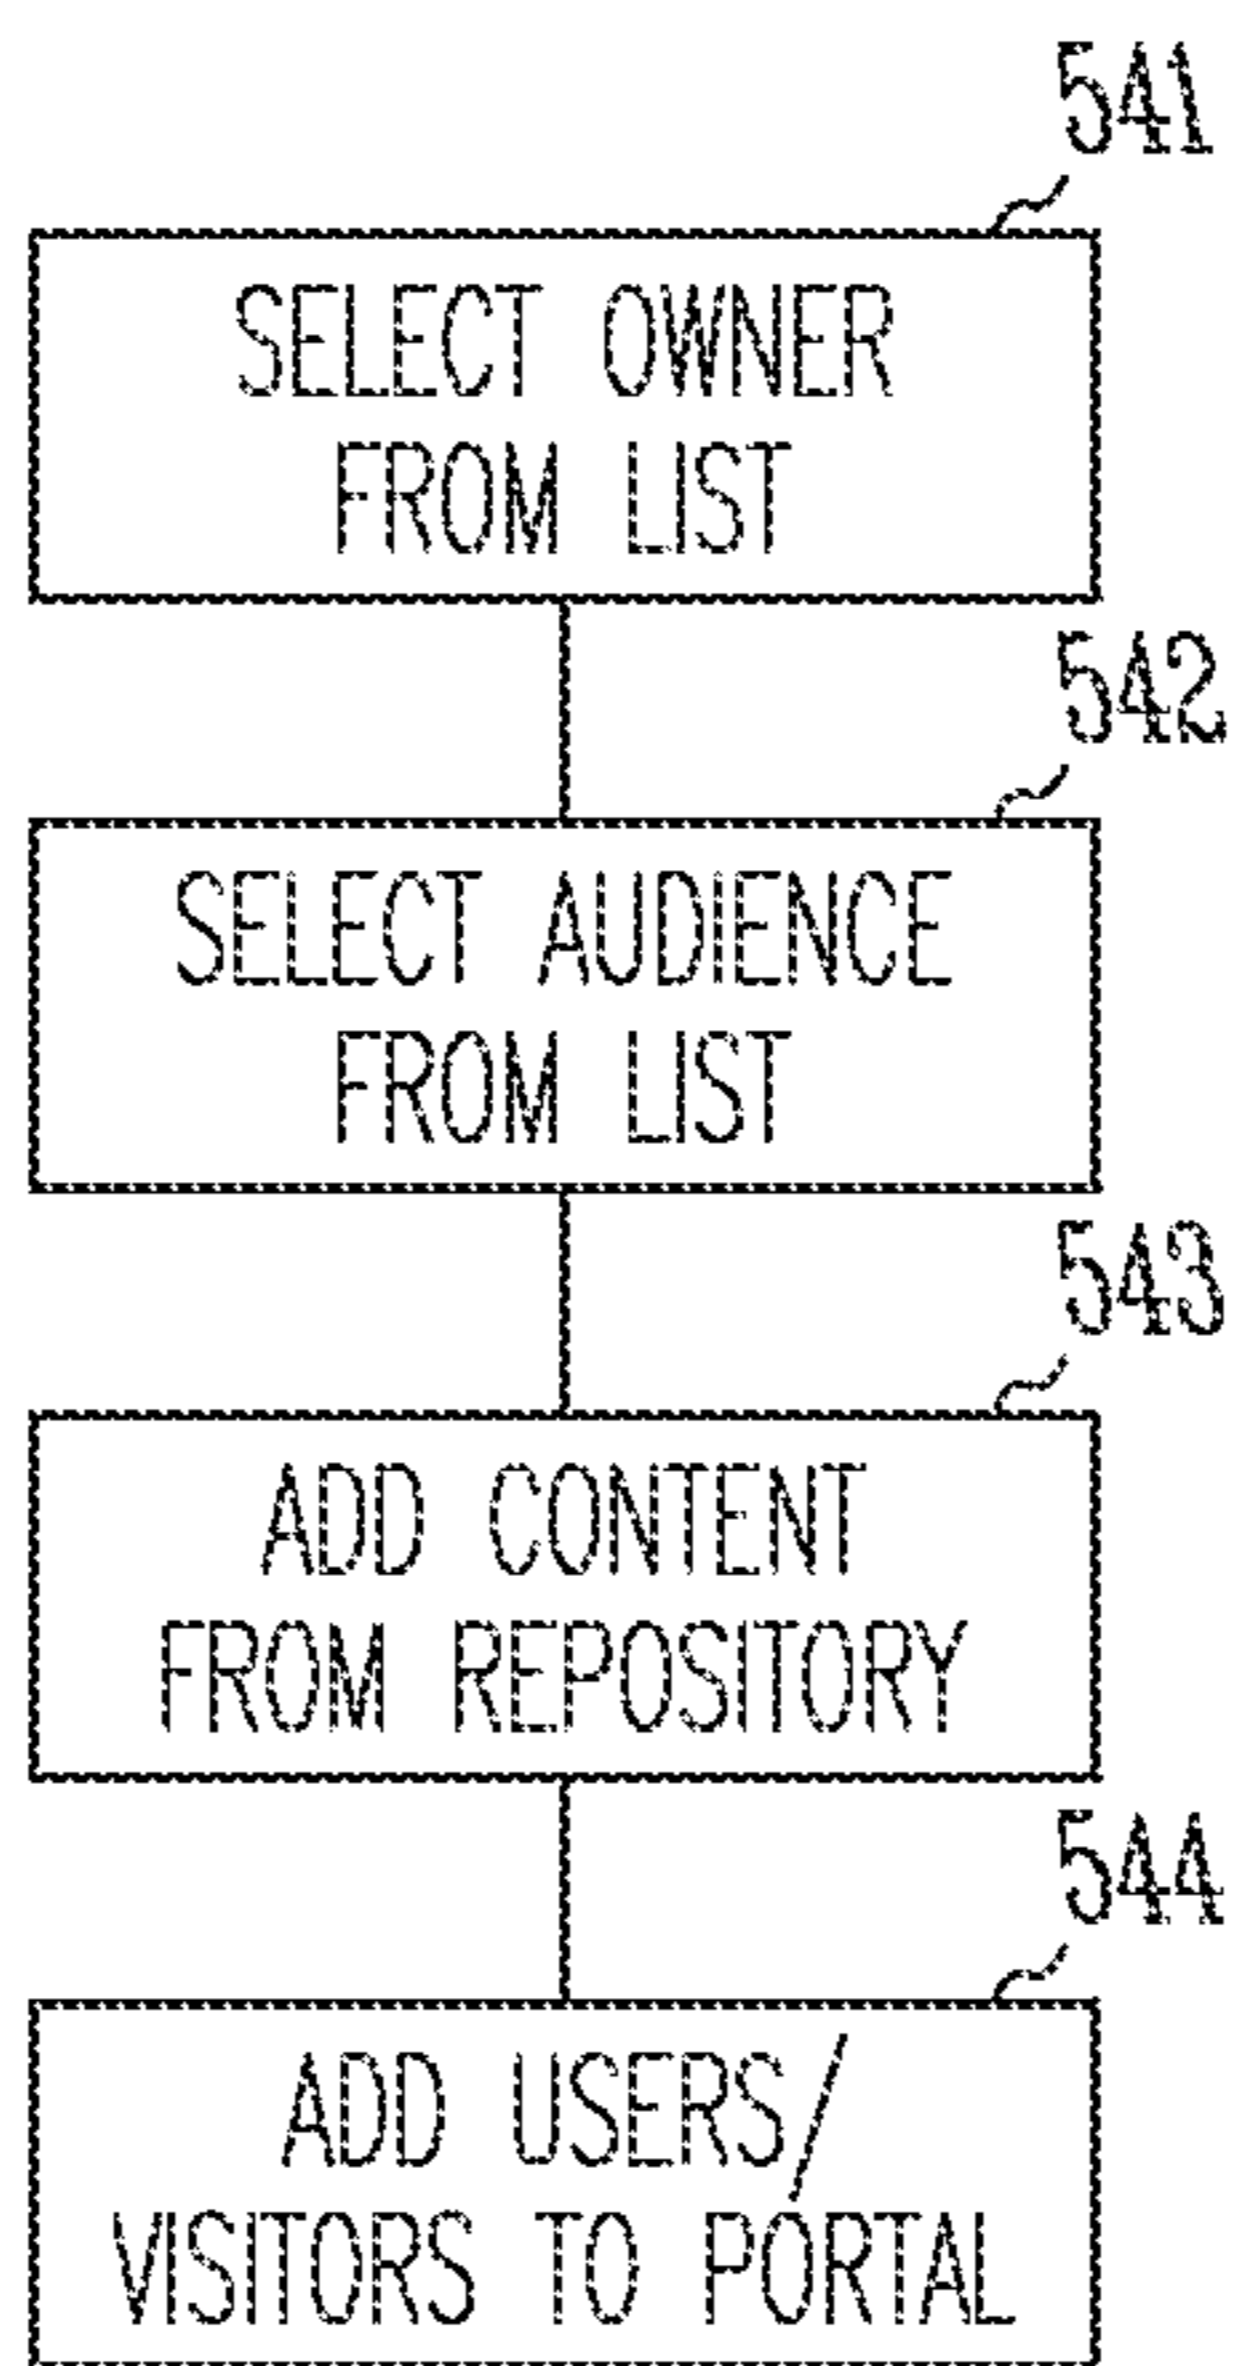 541
SELECT OWNER
FROM LIST
542
SELECT AUDIENCE
FROM LIST
543
ADD CONTENT
FROM REPOSITORY
544
ADD USERS/
VISITORS TO PORTAL